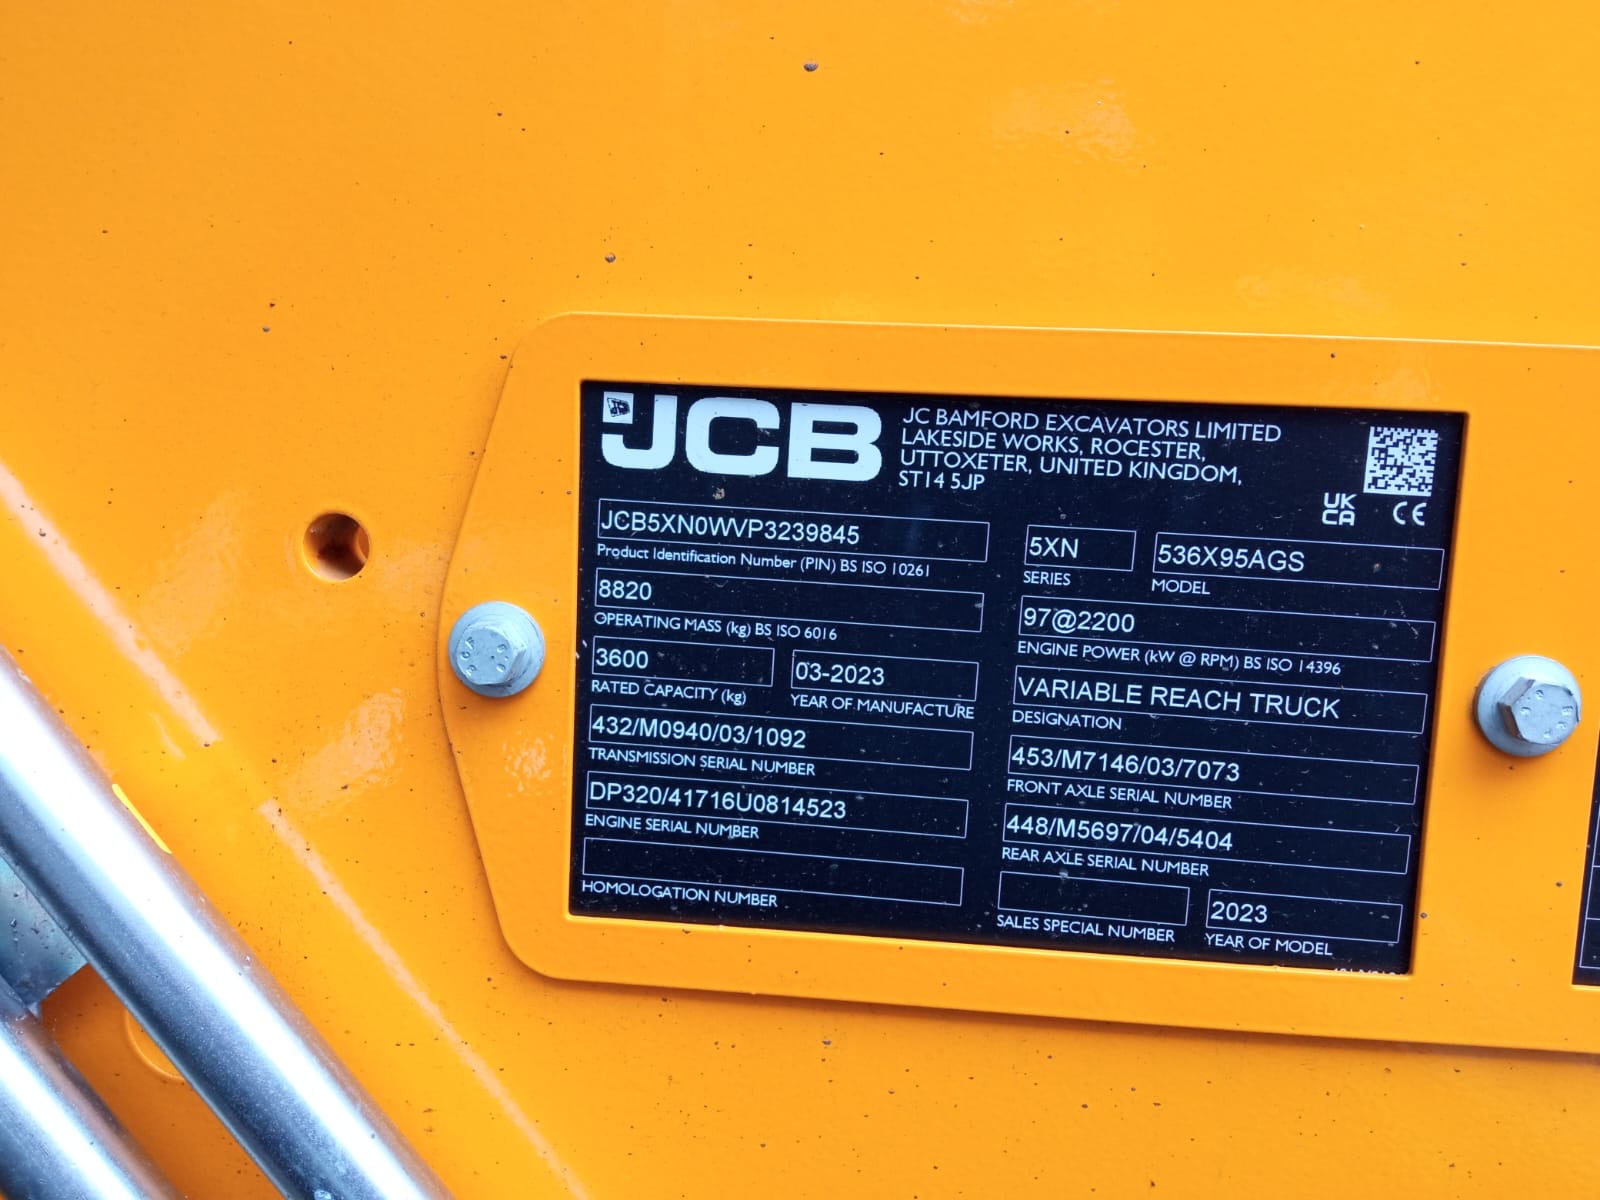 JCB
JC BAMFORD EXCAVATORS LIMITED
LAKESIDE WORKS, ROCESTER,
UTTOXETER, UNITED KINGDOM,
ST14 5JP
UK
CA
CE
JCB5XN0WVP3239845
Product Identification Number (PIN) BS ISO 10261
5XN
SERIES
536X95AGS
MODEL
8820
OPERATING MASS (kg) BS ISO 6016
97@2200
ENGINE POWER (kW @ RPM) BS ISO 14396
3600
RATED CAPACITY (kg)
03-2023
YEAR OF MANUFACTURE
VARIABLE REACH TRUCK
DESIGNATION
432/M0940/03/1092
TRANSMISSION SERIAL NUMBER
453/M7146/03/7073
FRONT AXLE SERIAL NUMBER
DP320/41716U0814523
ENGINE SERIAL NUMBER
448/M5697/04/5404
REAR AXLE SERIAL NUMBER
HOMOLOGATION NUMBER
SALES SPECIAL NUMBER
2023
YEAR OF MODEL